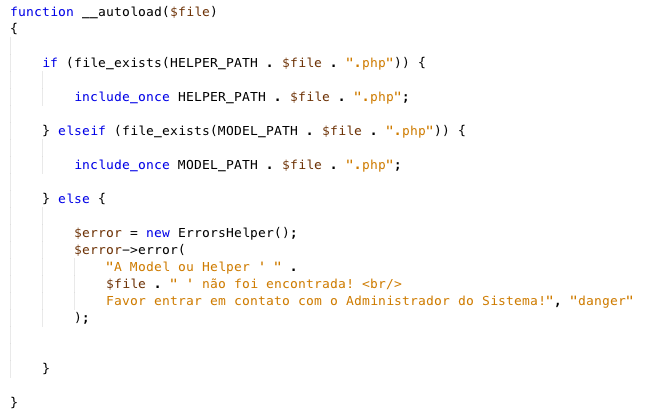 function __autoload($file)
{
if (file_exists(HELPER_PATH . $file . ".php")) {
include_once HELPER_PATH . $file . ".php";
} elseif (file_exists(MODEL_PATH . $file . ".php")) {
include_once MODEL_PATH . $file . ".php";
} else {
$error = new ErrorsHelper();
$error->error(
"A Model ou Helper ' " .
$file . " ' não foi encontrada! <br/>
Favor entrar em contato com o Administrador do Sistema!", "danger"
);
}
}